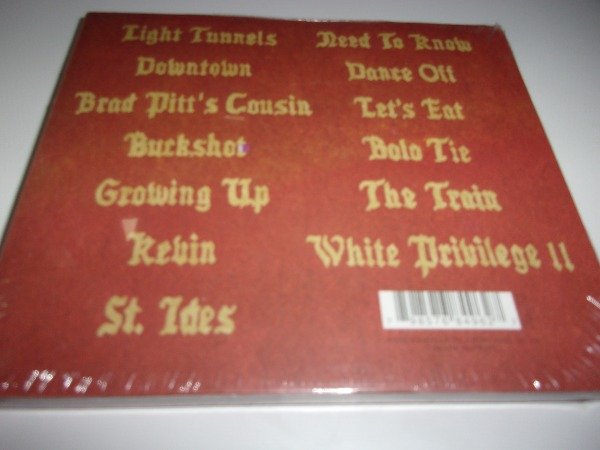 Light Tunnels
Downtown
Brad Pitt's Cousin
Buckshot
Growing Up
Kevin
St. Ides
Need To Know
Dance Off
Let's Eat
Bolo Tie
The Train
White Privilege II